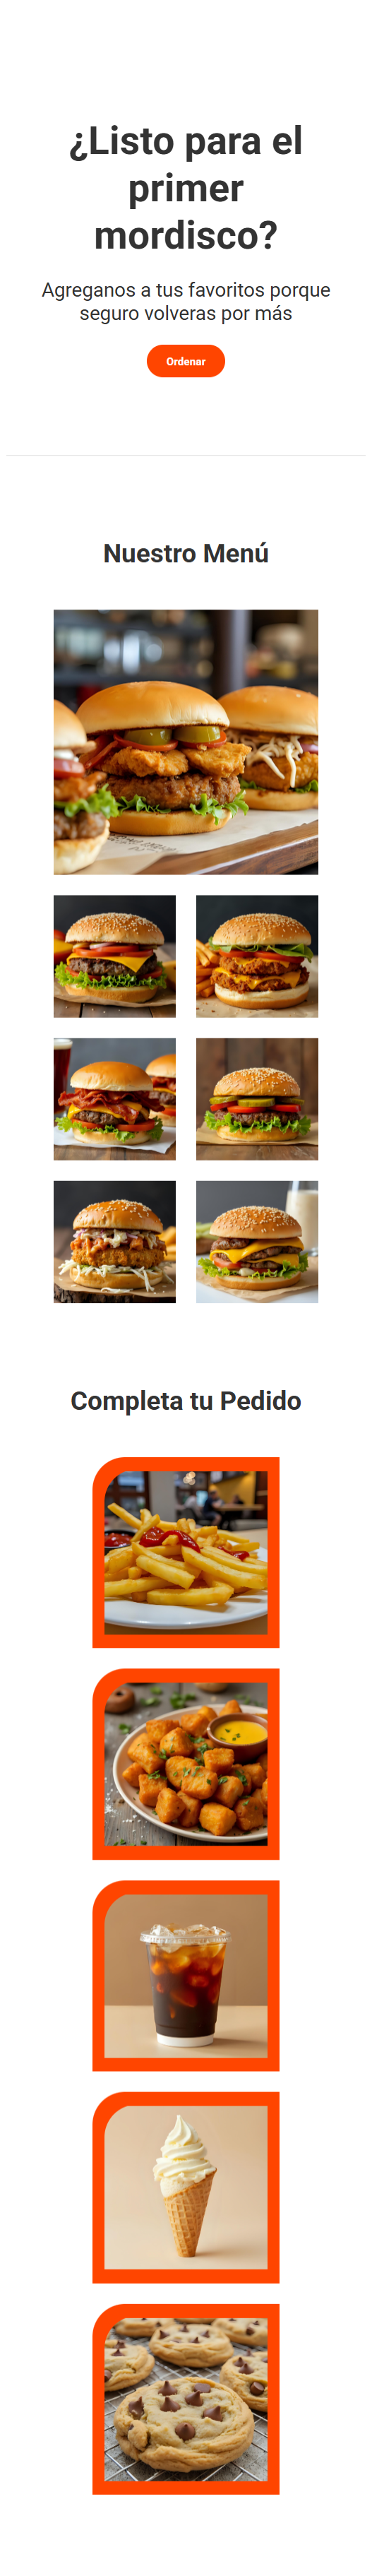 ¿Listo para el
primer
mordisco?
Agreganos a tus favoritos porque
seguro volveras por más
Ordenar
Nuestro Menú
Completa tu Pedido